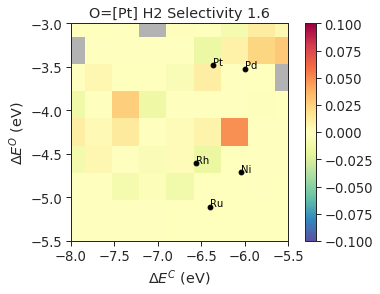 O=[Pt] H2 Selectivity 1.6
−3.0
−3.5
−4.0
−4.5
−5.0
−5.5
ΔE^O (eV)
Pt
Pd
Rh
Ni
Ru
−8.0 −7.5 −7.0 −6.5 −6.0 −5.5
ΔE^C (eV)
0.100
0.075
0.050
0.025
0.000
−0.025
−0.050
−0.075
−0.100